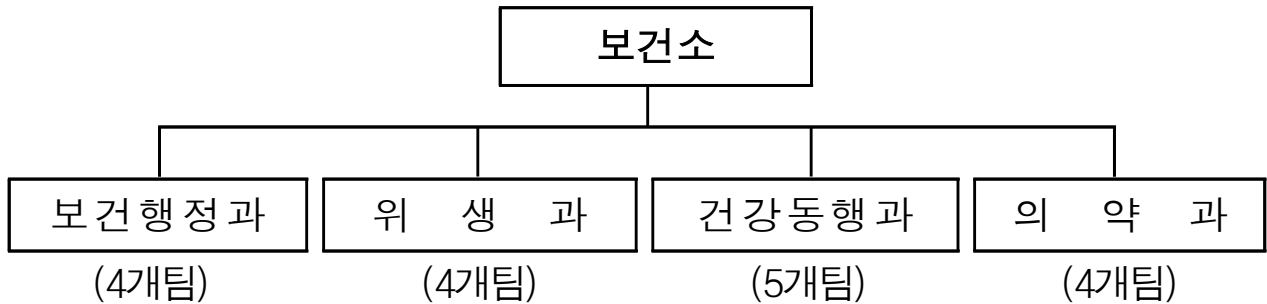 보건소
보건행정과 위 생 과 건강동행과 의 약 과
(4개팀) (4개팀) (5개팀) (4개팀)